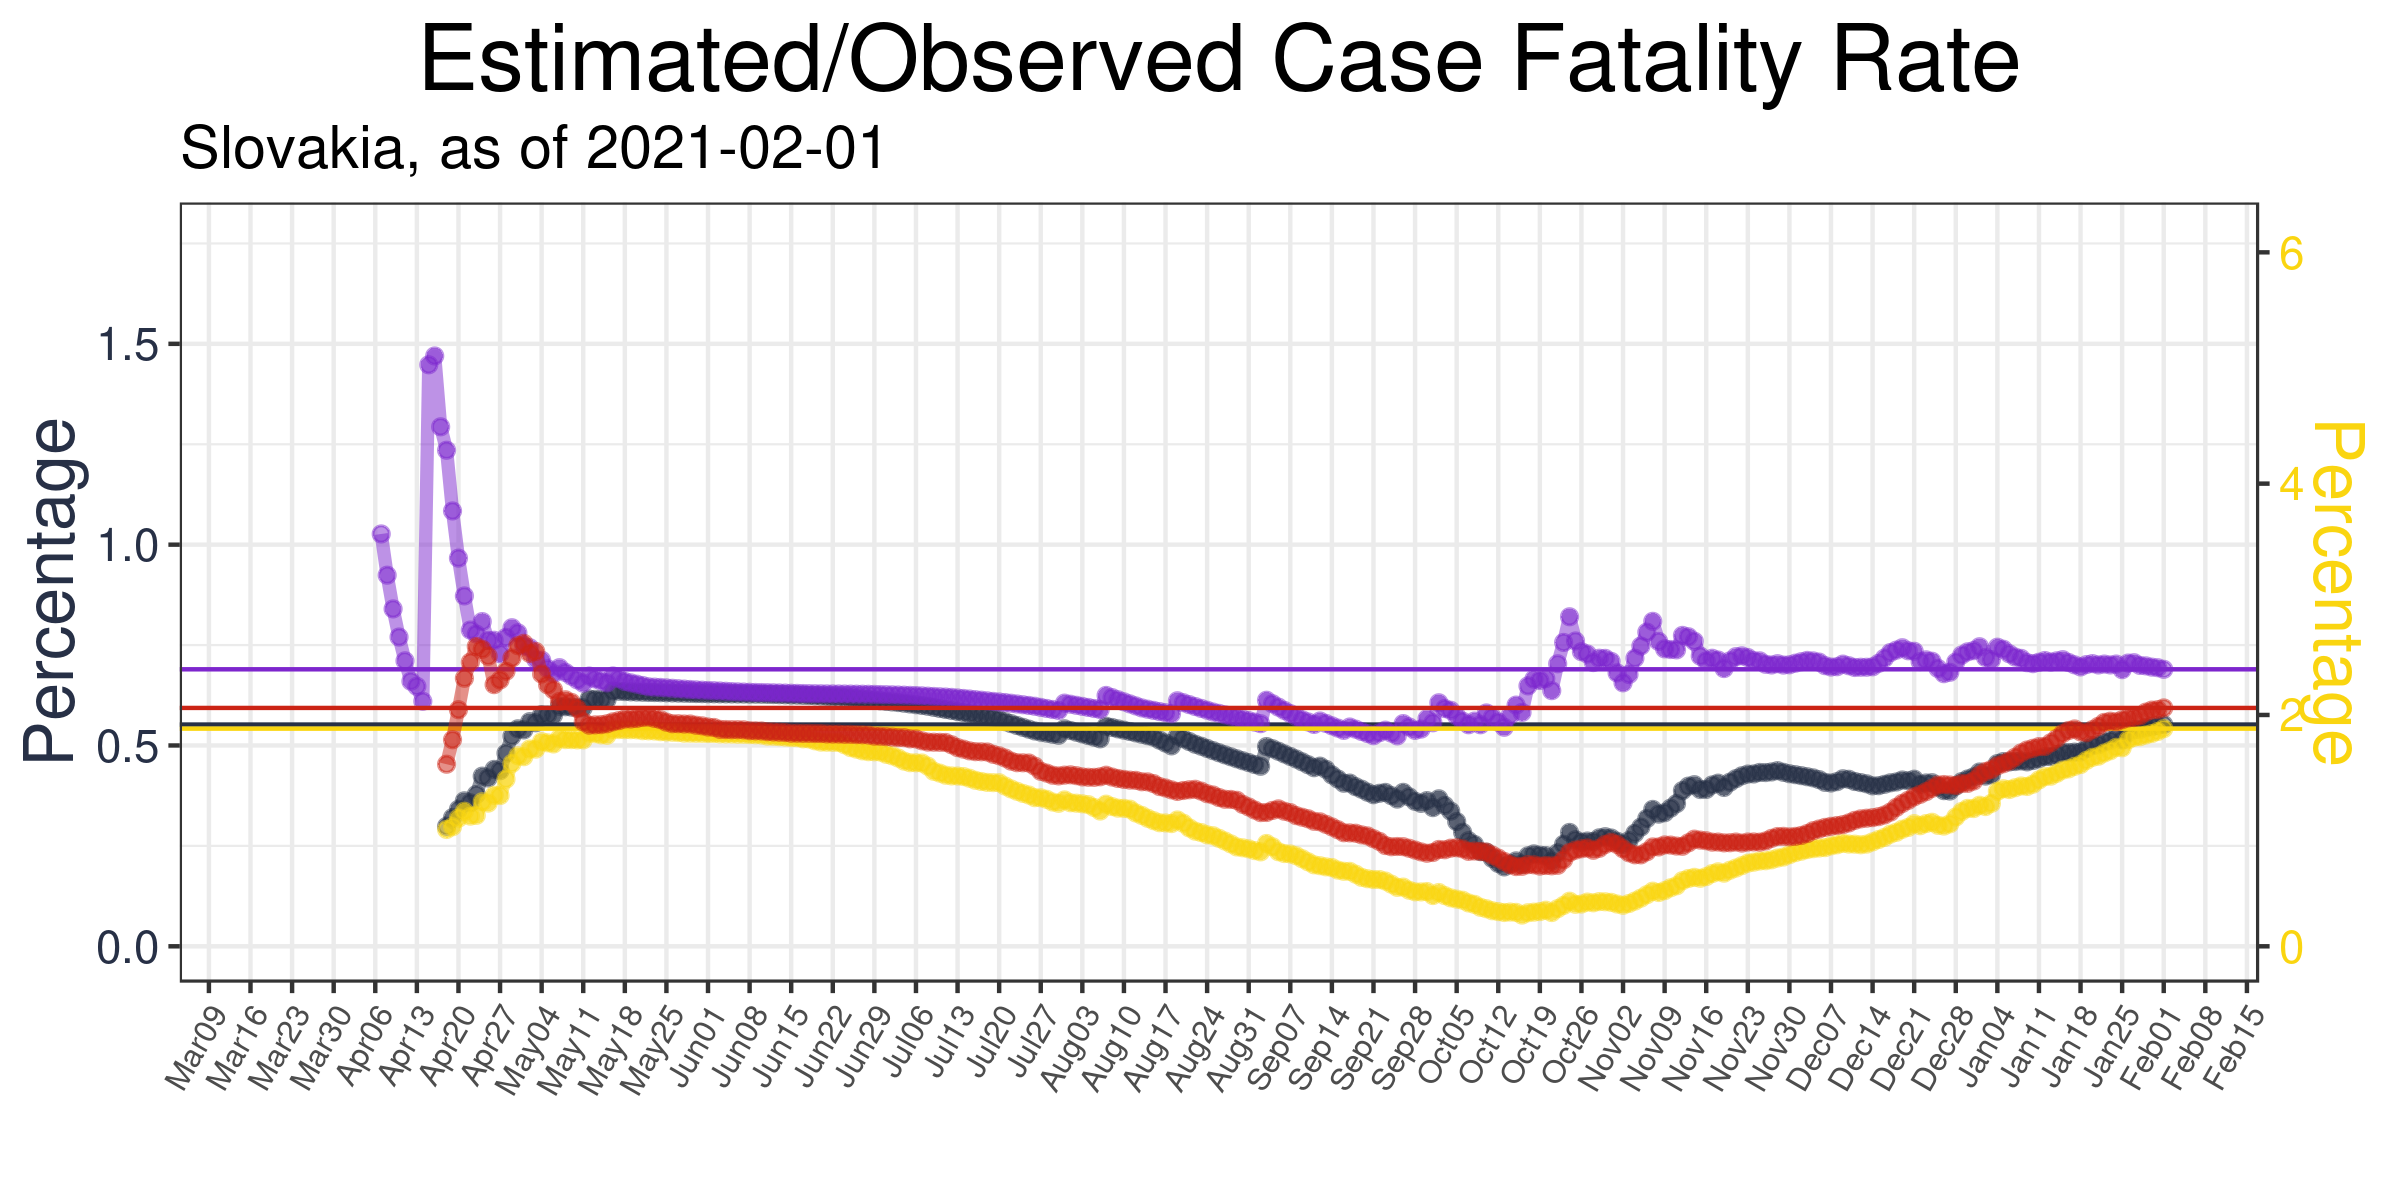 Estimated/Observed Case Fatality Rate
Slovakia, as of 2021-02-01
Percentage
1.5
1.0
0.5
0.0
6
4
2
0
Percentage
Mar09
Mar16
Mar23
Mar30
Apr06
Apr13
Apr20
Apr27
May04
May11
May18
May25
Jun01
Jun08
Jun15
Jun22
Jun29
Jul06
Jul13
Jul20
Jul27
Aug03
Aug10
Aug17
Aug24
Aug31
Sep07
Sep14
Sep21
Sep28
Oct05
Oct12
Oct19
Oct26
Nov02
Nov09
Nov16
Nov23
Nov30
Dec07
Dec14
Dec21
Dec28
Jan04
Jan11
Jan18
Jan25
Feb01
Feb08
Feb15